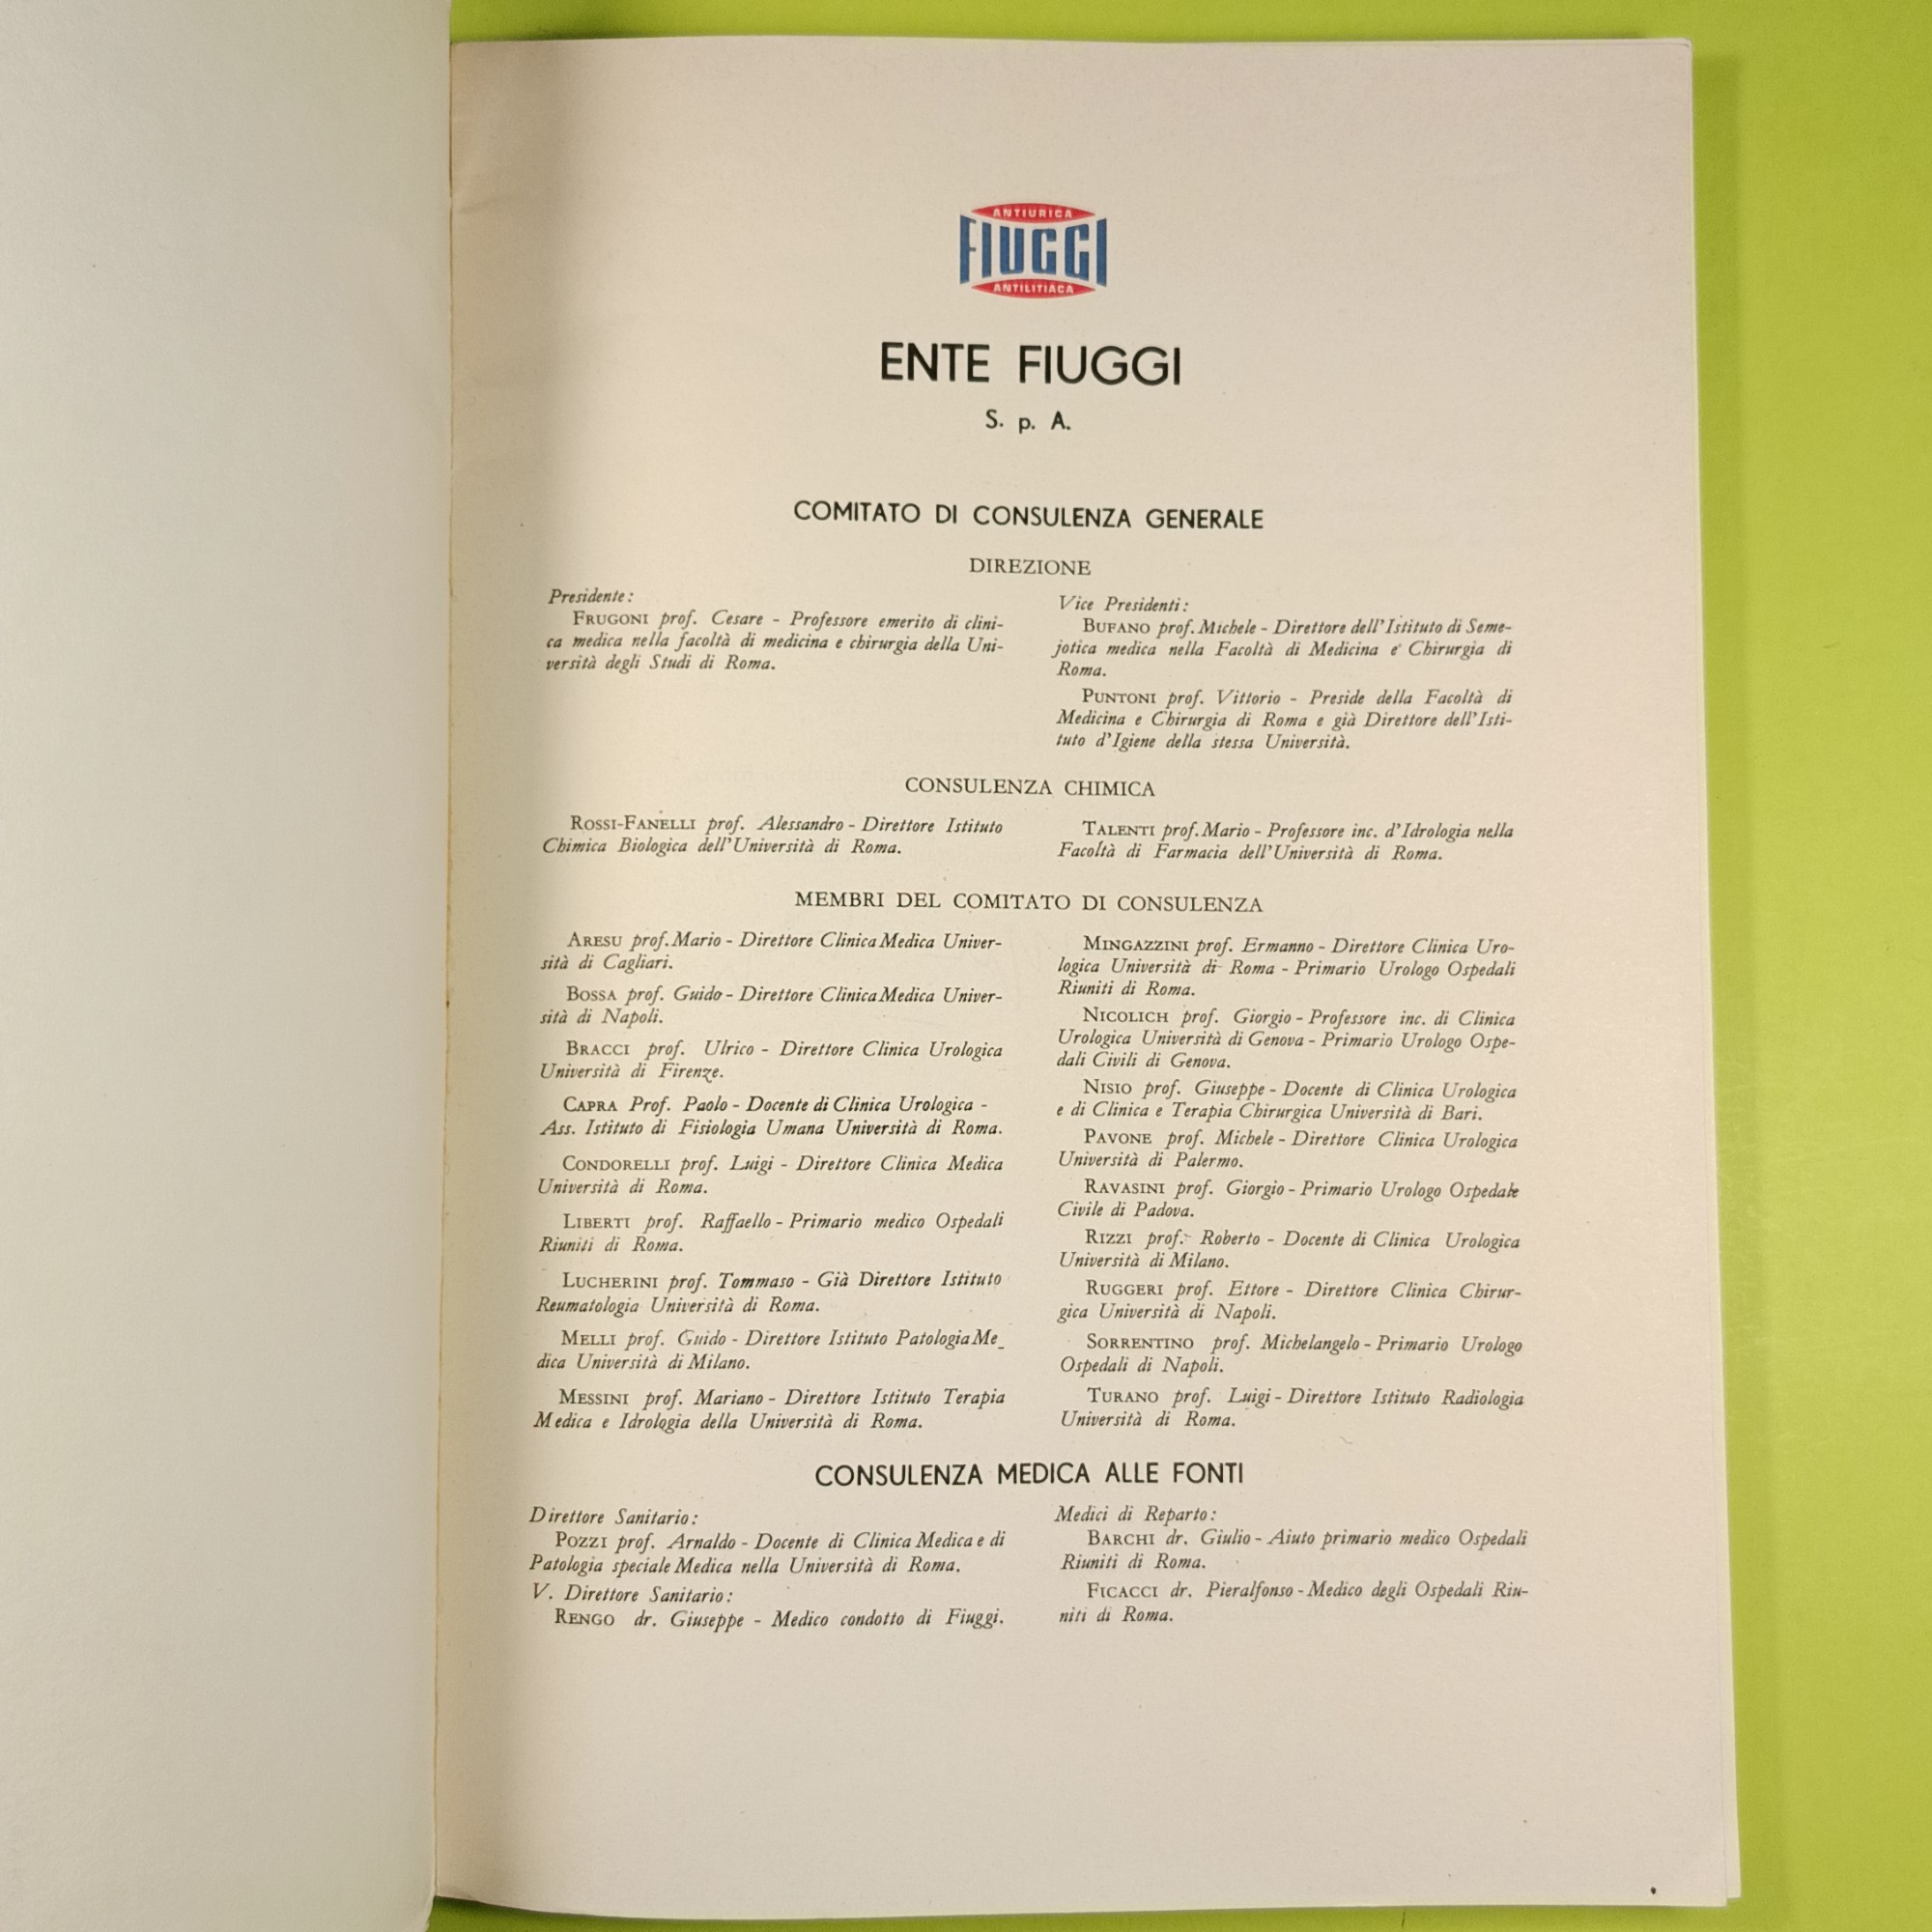 ANTIURICA
FIUGGI
ANTILITIACA
ENTE FIUGGI
S. p. A.
COMITATO DI CONSULENZA GENERALE
DIREZIONE
Presidente:
FRUGONI prof. Cesare - Professore emerito di clini-
ca medica nella facoltà di medicina e chirurgia della Uni-
versità degli Studi di Roma.
Vice Presidenti:
BUFANO prof. Michele - Direttore dell'Istituto di Seme-
jotica medica nella Facoltà di Medicina e Chirurgia di
Roma.
PUNTONI prof. Vittorio - Preside della Facoltà di
Medicina e Chirurgia di Roma e già Direttore dell'Isti-
tuto d'Igiene della stessa Università.
CONSULENZA CHIMICA
ROSSI-FANELLI prof. Alessandro - Direttore Istituto
Chimica Biologica dell'Università di Roma.
TALENTI prof. Mario - Professore inc. d'Idrologia nella
Facoltà di Farmacia dell'Università di Roma.
MEMBRI DEL COMITATO DI CONSULENZA
ARESU prof. Mario - Direttore Clinica Medica Univer-
sità di Cagliari.
BOSSA prof. Guido - Direttore Clinica Medica Univer-
sità di Napoli.
BRACCI prof. Ulrico - Direttore Clinica Urologica
Università di Firenze.
CAPRA Prof. Paolo - Docente di Clinica Urologica -
Ass. Istituto di Fisiologia Umana Università di Roma.
CONDORELLI prof. Luigi - Direttore Clinica Medica
Università di Roma.
LIBERTI prof. Raffaello - Primario medico Ospedali
Riuniti di Roma.
LUCHERINI prof. Tommaso - Già Direttore Istituto
Reumatologia Università di Roma.
MELLI prof. Guido - Direttore Istituto Patologia Me_
dica Università di Milano.
MESSINI prof. Mariano - Direttore Istituto Terapia
Medica e Idrologia della Università di Roma.
MINGAZZINI prof. Ermanno - Direttore Clinica Uro-
logica Università di Roma - Primario Urologo Ospedali
Riuniti di Roma.
NICOLICH prof. Giorgio - Professore inc. di Clinica
Urologica Università di Genova - Primario Urologo Ospe-
dali Civili di Genova.
NISIO prof. Giuseppe - Docente di Clinica Urologica
e di Clinica e Terapia Chirurgica Università di Bari.
PAVONE prof. Michele - Direttore Clinica Urologica
Università di Palermo.
RAVASINI prof. Giorgio - Primario Urologo Ospedale
Civile di Padova.
RIZZI prof. Roberto - Docente di Clinica Urologica
Università di Milano.
RUGGERI prof. Ettore - Direttore Clinica Chirur-
gica Università di Napoli.
SORRENTINO prof. Michelangelo - Primario Urologo
Ospedali di Napoli.
TURANO prof. Luigi - Direttore Istituto Radiologia
Università di Roma.
CONSULENZA MEDICA ALLE FONTI
Direttore Sanitario:
POZZI prof. Arnaldo - Docente di Clinica Medica e di
Patologia speciale Medica nella Università di Roma.
V. Direttore Sanitario:
RENGO dr. Giuseppe - Medico condotto di Fiuggi.
Medici di Reparto:
BARCHI dr. Giulio - Aiuto primario medico Ospedali
Riuniti di Roma.
FICACCI dr. Pieralfonso - Medico degli Ospedali Riu-
niti di Roma.